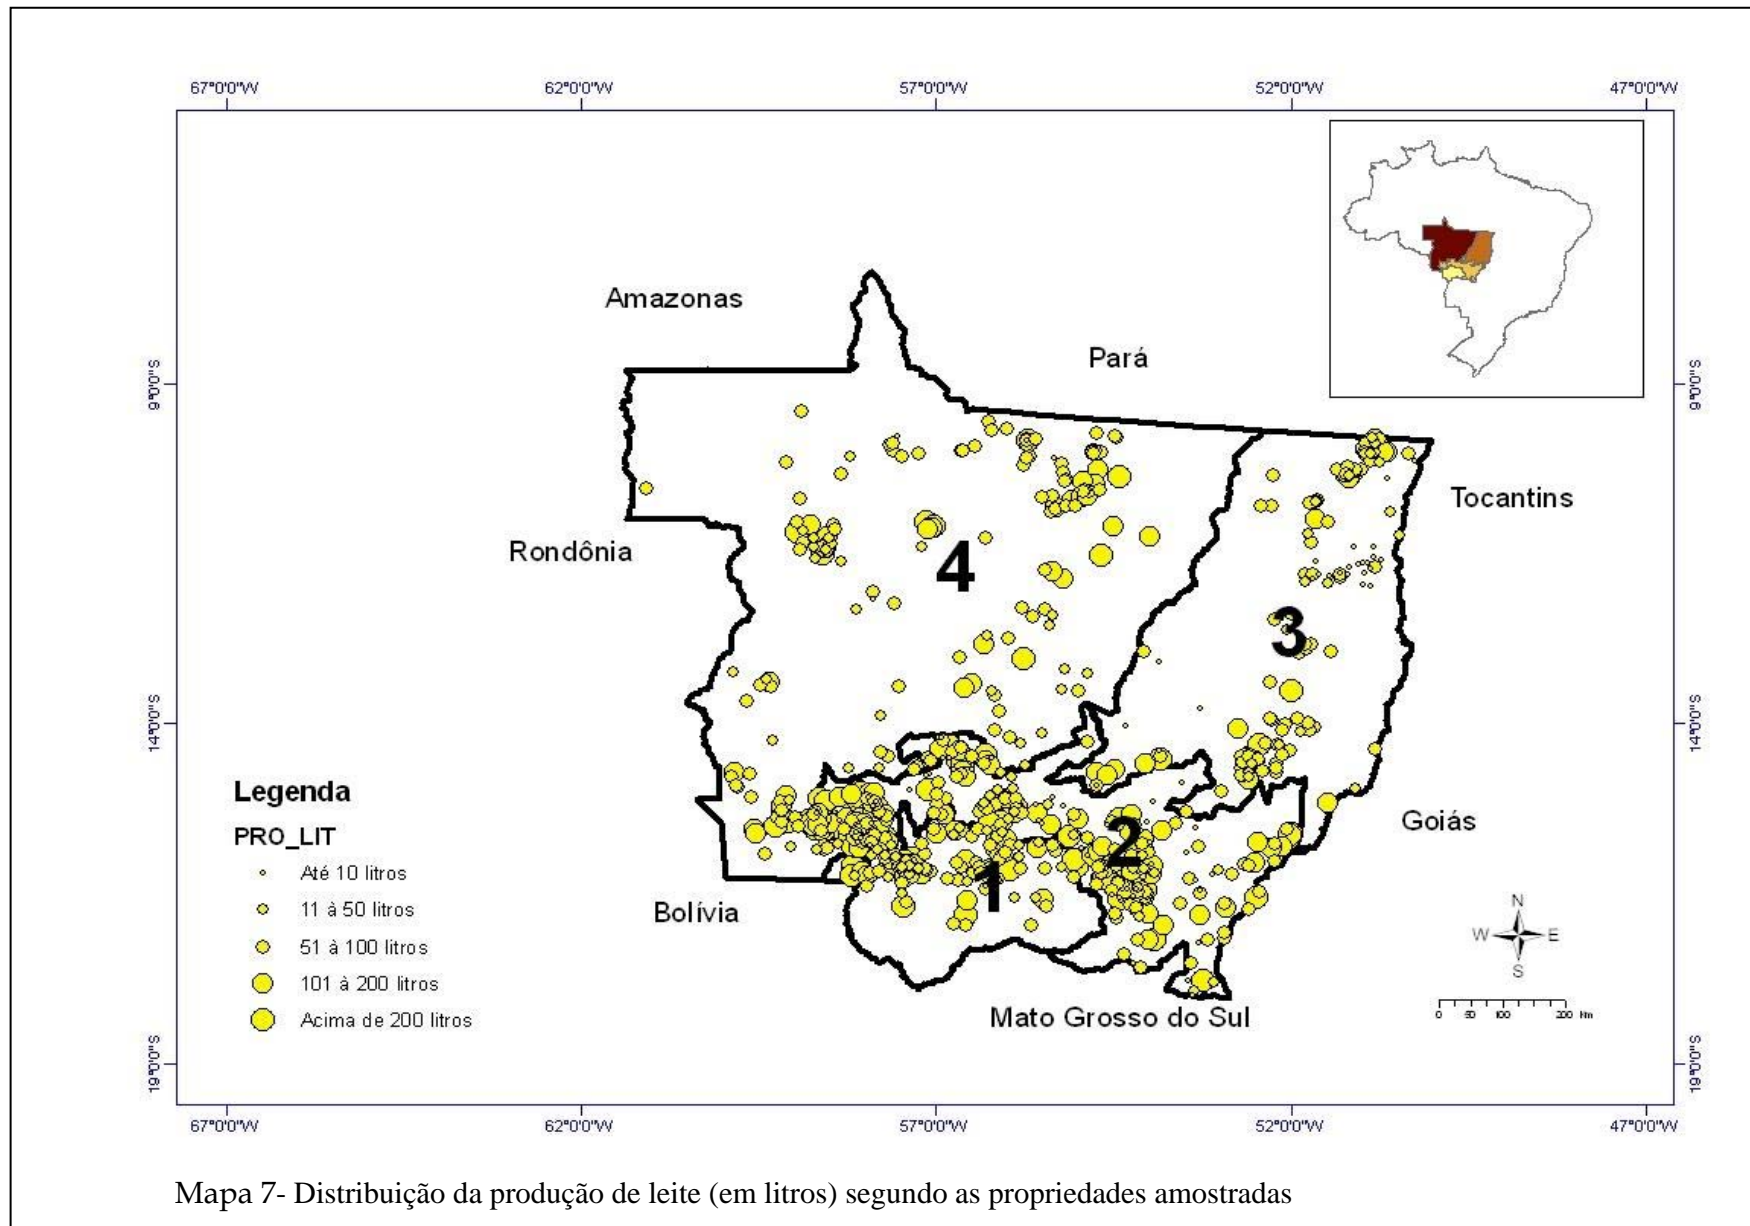 67°0'0"W 62°0'0"W 57°0'0"W 52°0'0"W 47°0'0"W
Amazonas
Pará
9°0'0"S 9°0'0"S
Tocantins
Rondônia
4
3
14°0'0"S 14°0'0"S
Legenda
PRO_LIT
Até 10 litros
11 à 50 litros
51 à 100 litros
101 à 200 litros
Acima de 200 litros
Goiás
2
1
Bolívia
N
W E
S
Mato Grosso do Sul
0 50 100 200 Km
19°0'0"S 19°0'0"S
67°0'0"W 62°0'0"W 57°0'0"W 52°0'0"W 47°0'0"W
Mapa 7- Distribuição da produção de leite (em litros) segundo as propriedades amostradas